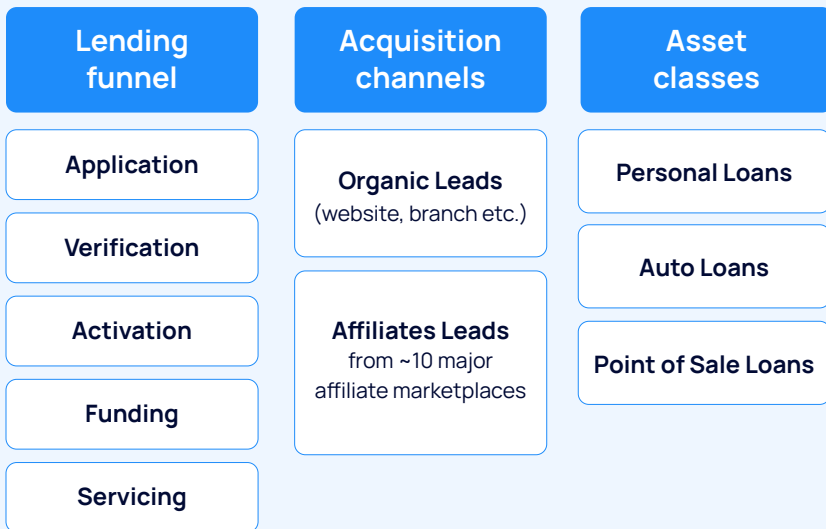 Lending
funnel
Application
Verification
Activation
Funding
Servicing
Acquisition
channels
Organic Leads
(website, branch etc.)
Affiliates Leads
from ~10 major
affiliate marketplaces
Asset
classes
Personal Loans
Auto Loans
Point of Sale Loans